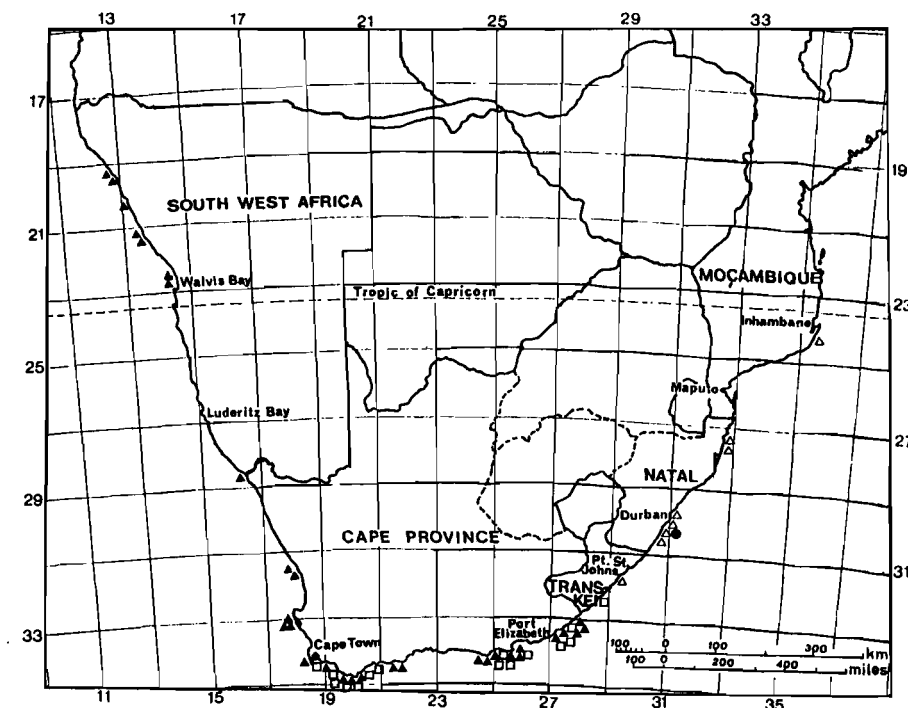 13 17 21 25 29 33
17
19
SOUTH WEST AFRICA
21
Walvis Bay
MOÇAMBIQUE
Tropic of Capricorn
23
Inhambane
25
Maputo
Luderitz Bay
27
NATAL
29
Durban
CAPE PROVINCE
Pt. St.
Johns
31
TRANS
KEI
Port
Elizabeth
33
Cape Town
100 0 100 300 km
100 0 200 400 miles
11 15 19 23 27 31 35